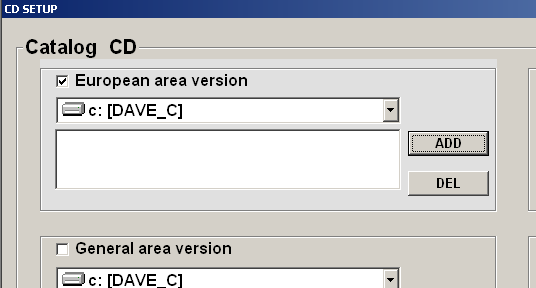 CD SETUP
Catalog CD
European area version
c: [DAVE_C]
ADD
DEL
General area version
c: [DAVE_C]